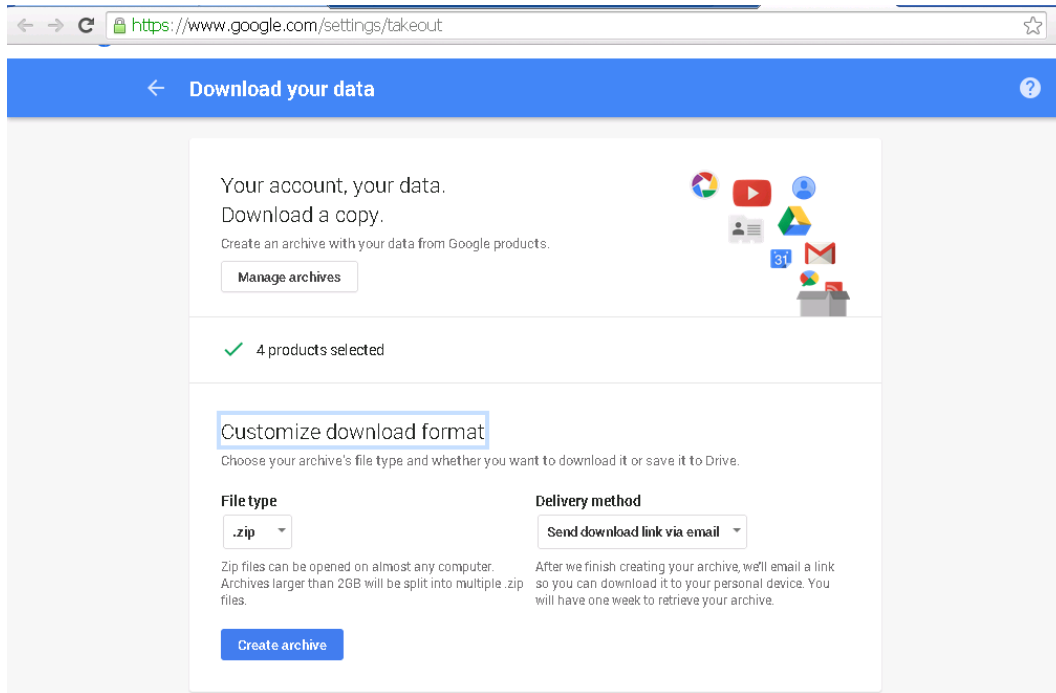 https://www.google.com/settings/takeout
Download your data
?
Your account, your data.
Download a copy.
Create an archive with your data from Google products.
Manage archives
31
4 products selected
Customize download format
Choose your archive's file type and whether you want to download it or save it to Drive.
File type
.zip
Zip files can be opened on almost any computer.
Archives larger than 2GB will be split into multiple .zip
files.
Delivery method
Send download link via email
After we finish creating your archive, we'll email a link
so you can download it to your personal device. You
will have one week to retrieve your archive.
Create archive